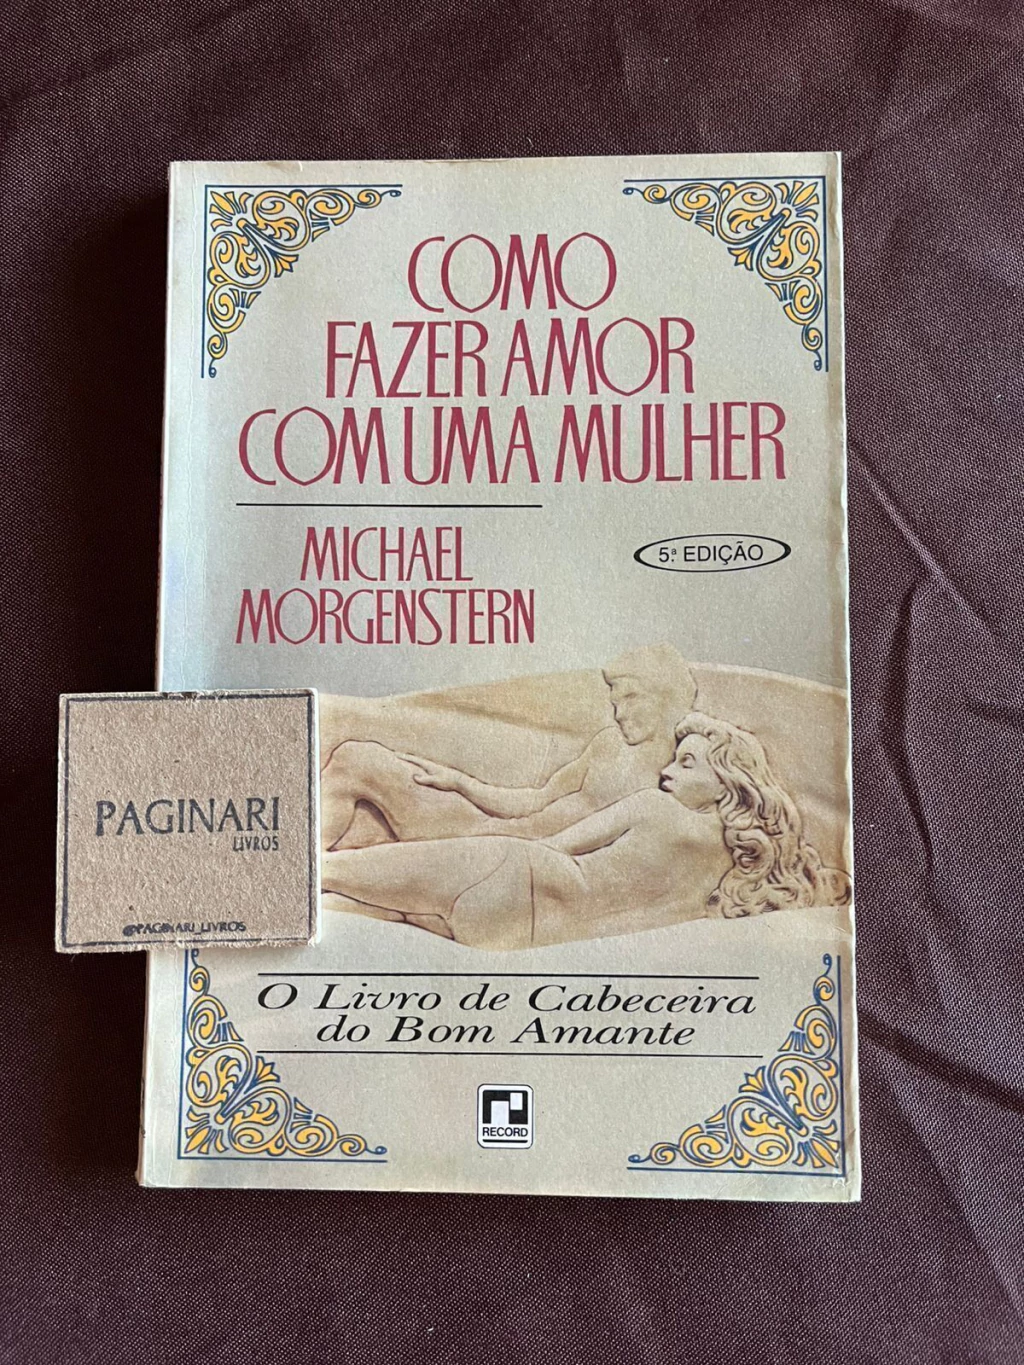 COMO
FAZER AMOR
COM UMA MULHER
MICHAEL
MORGENSTERN
5ª EDIÇÃO
PAGINARI
LIVROS
@PAGINARI_LIVROS
O Livro de Cabeceira
do Bom Amante
RECORD